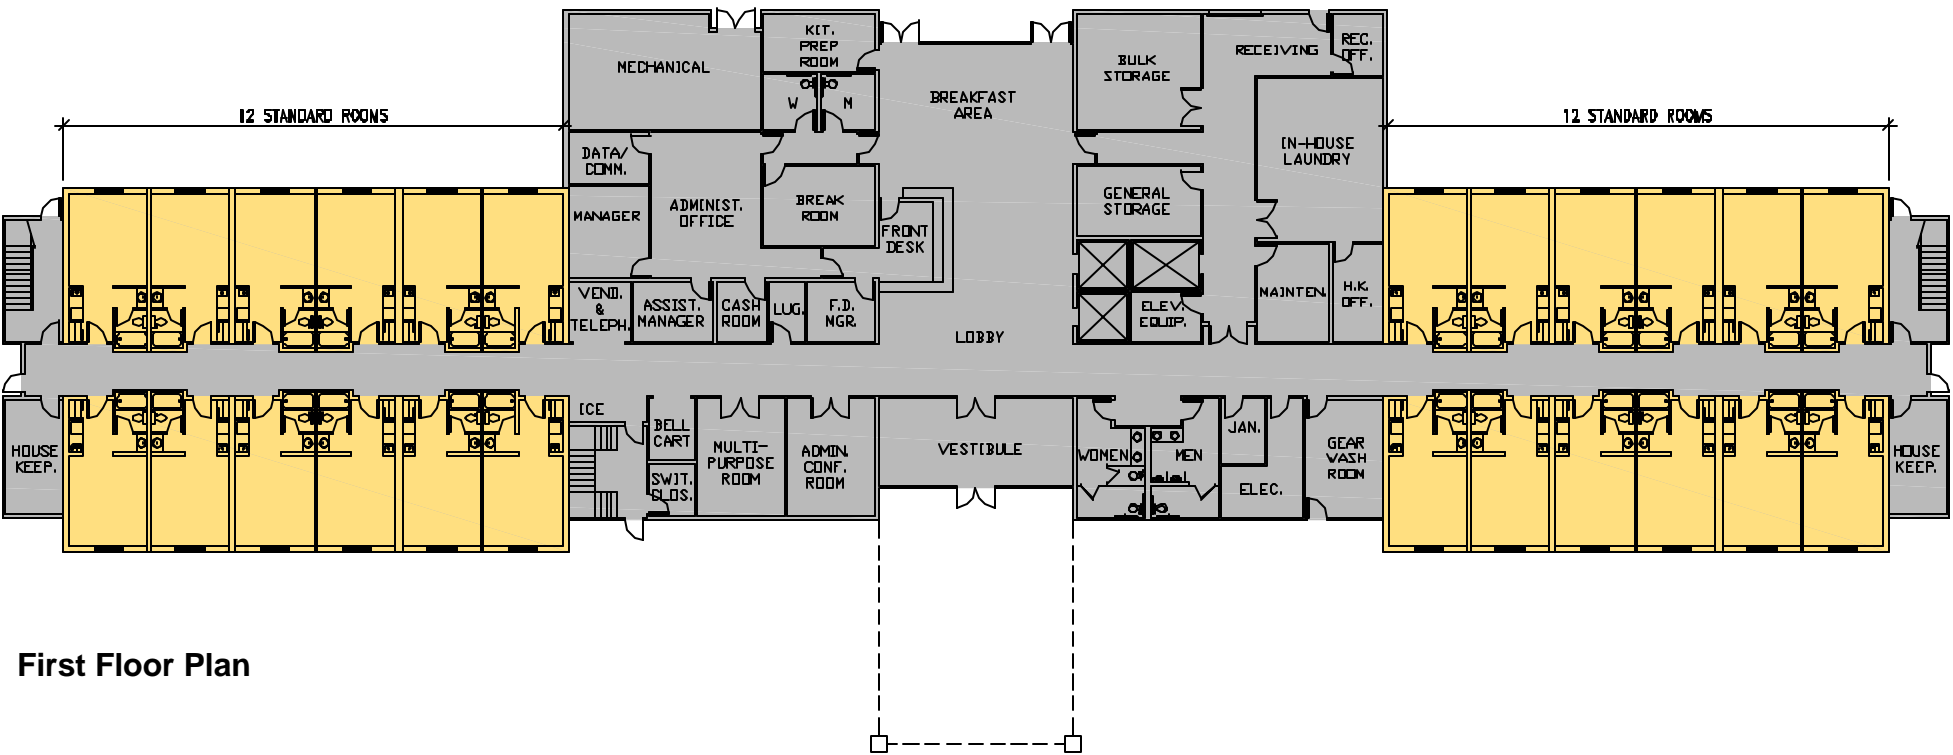 KIT.
PREP
ROOM
MECHANICAL
W
M
BREAKFAST
AREA
BULK
STORAGE
RECEIVING
REC.
OFF.
12 STANDARD ROOMS
12 STANDARD ROOMS
DATA/
COMM.
IN-HOUSE
LAUNDRY
MANAGER
ADMINIST.
OFFICE
BREAK
ROOM
FRONT
DESK
GENERAL
STORAGE
VEND.
&
TELEPH.
ASSIST.
MANAGER
CASH
ROOM
LUG.
F.D.
MGR.
LOBBY
ELEV.
EQUIP.
MAINTEN.
H.K.
OFF.
ICE
HOUSE
KEEP.
BELL
CART
SWIT.
CLOS.
MULTI-
PURPOSE
ROOM
ADMIN.
CONF.
ROOM
VESTIBULE
WOMEN
MEN
JAN.
ELEC.
GEAR
WASH
ROOM
HOUSE
KEEP.
First Floor Plan